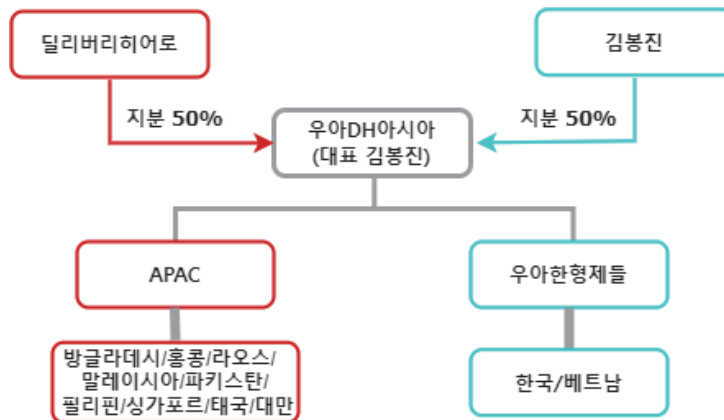 딜리버리히어로
김봉진
지분 50%
지분 50%
우아DH아시아
(대표 김봉진)
APAC
우아한형제들
방글라데시/홍콩/라오스/
말레이시아/파키스탄/
필리핀/싱가포르/태국/대만
한국/베트남